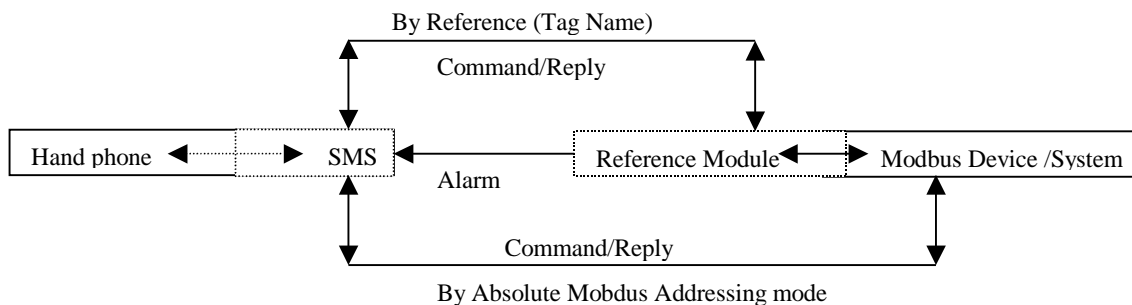 By Reference (Tag Name)
Command/Reply
Hand phone
SMS
Reference Module
Modbus Device /System
Alarm
Command/Reply
By Absolute Mobdus Addressing mode